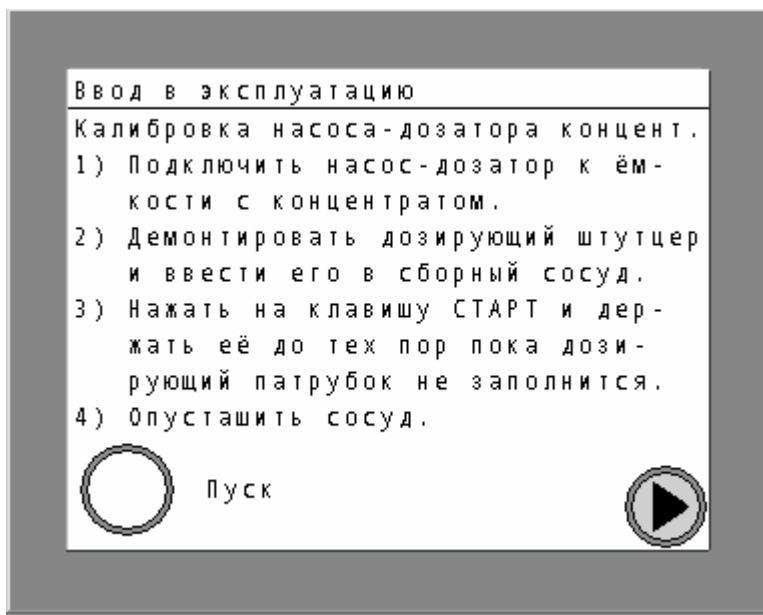 Ввод в эксплуатацию
Калибровка насоса-дозатора концент.
1) Подключить насос-дозатор к ём-
кости с концентратом.
2) Демонтировать дозирующий штутцер
и ввести его в сборный сосуд.
3) Нажать на клавишу СТАРТ и дер-
жать её до тех пор пока дози-
рующий патрубок не заполнится.
4) Опусташить сосуд.
Пуск